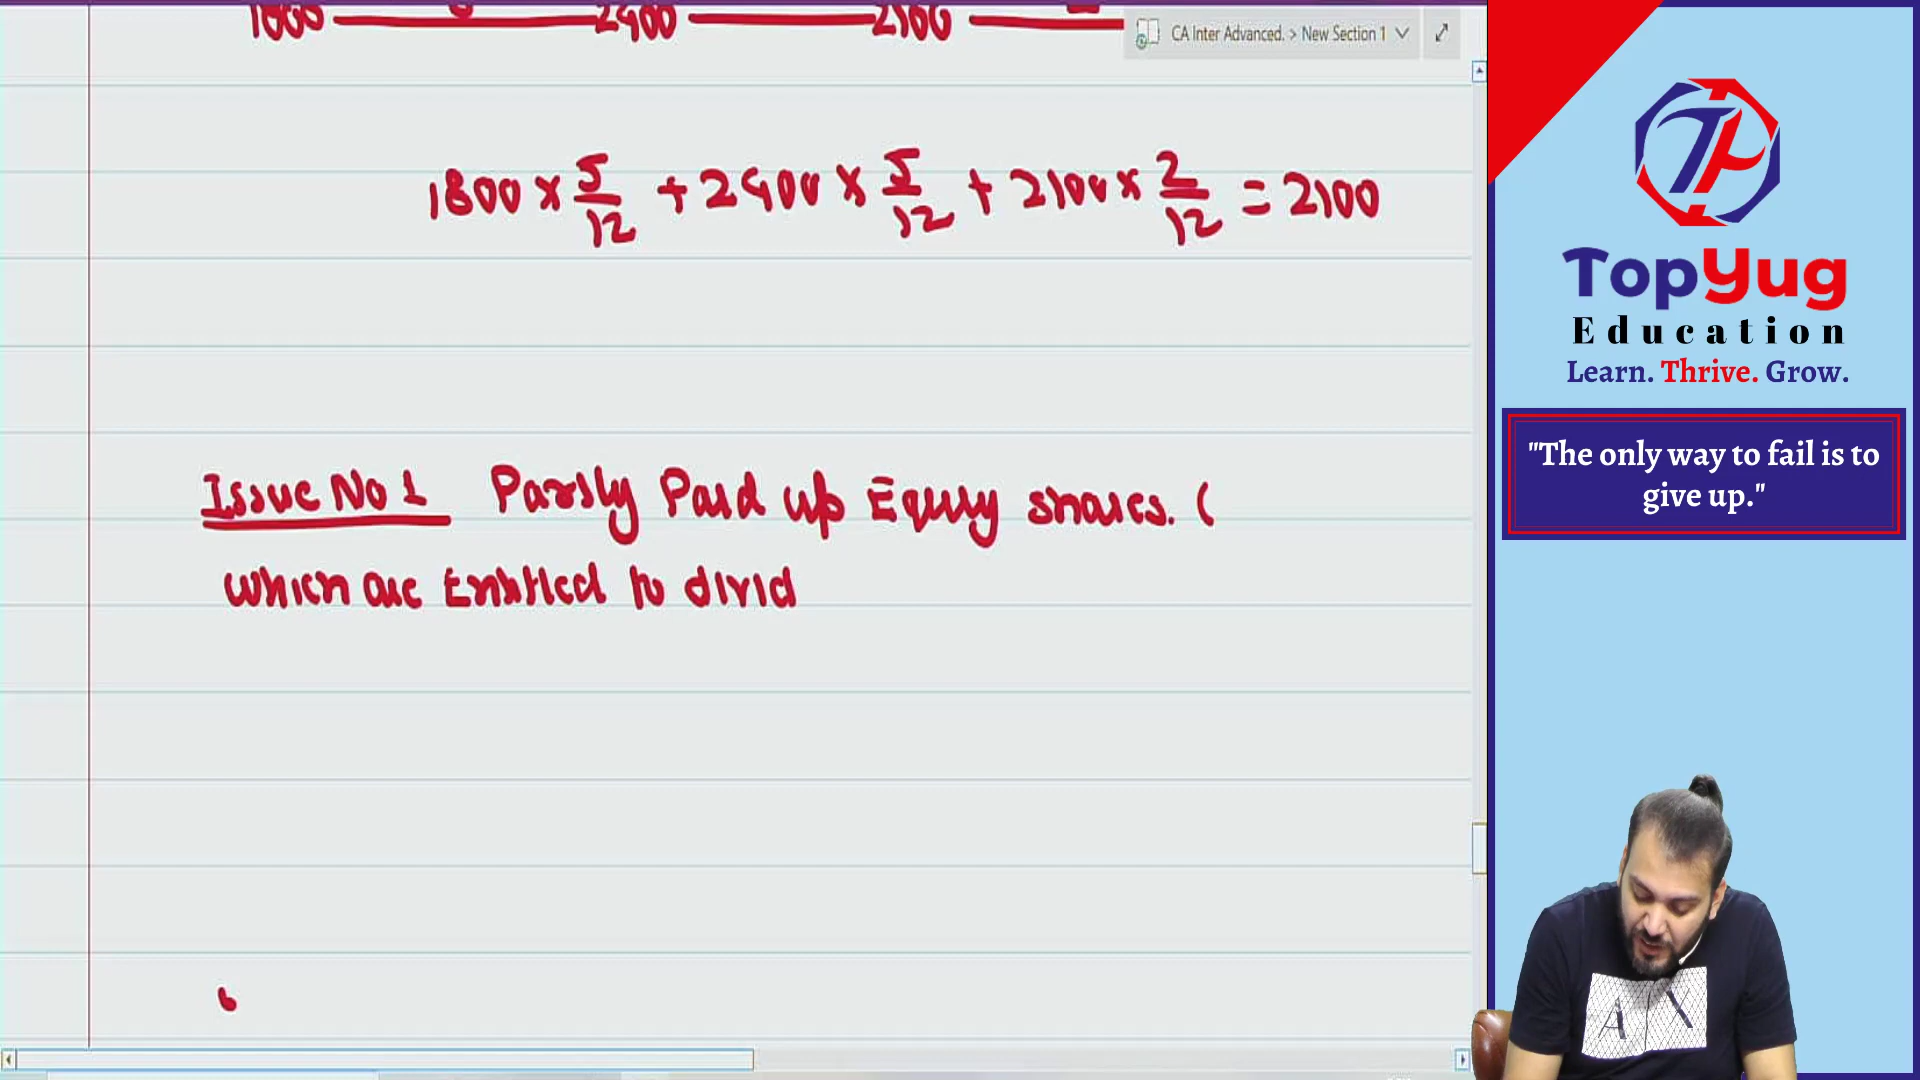 1800 2400 2100
CA Inter Advanced. > New Section 1
1800 × 5/12 + 2400 × 5/12 + 2100 × 2/12 = 2100
Issue No 1 Partly Paid up Equity shares. (
which are Entitled to divid
TopYug
Education
Learn. Thrive. Grow.
"The only way to fail is to
give up."
A X